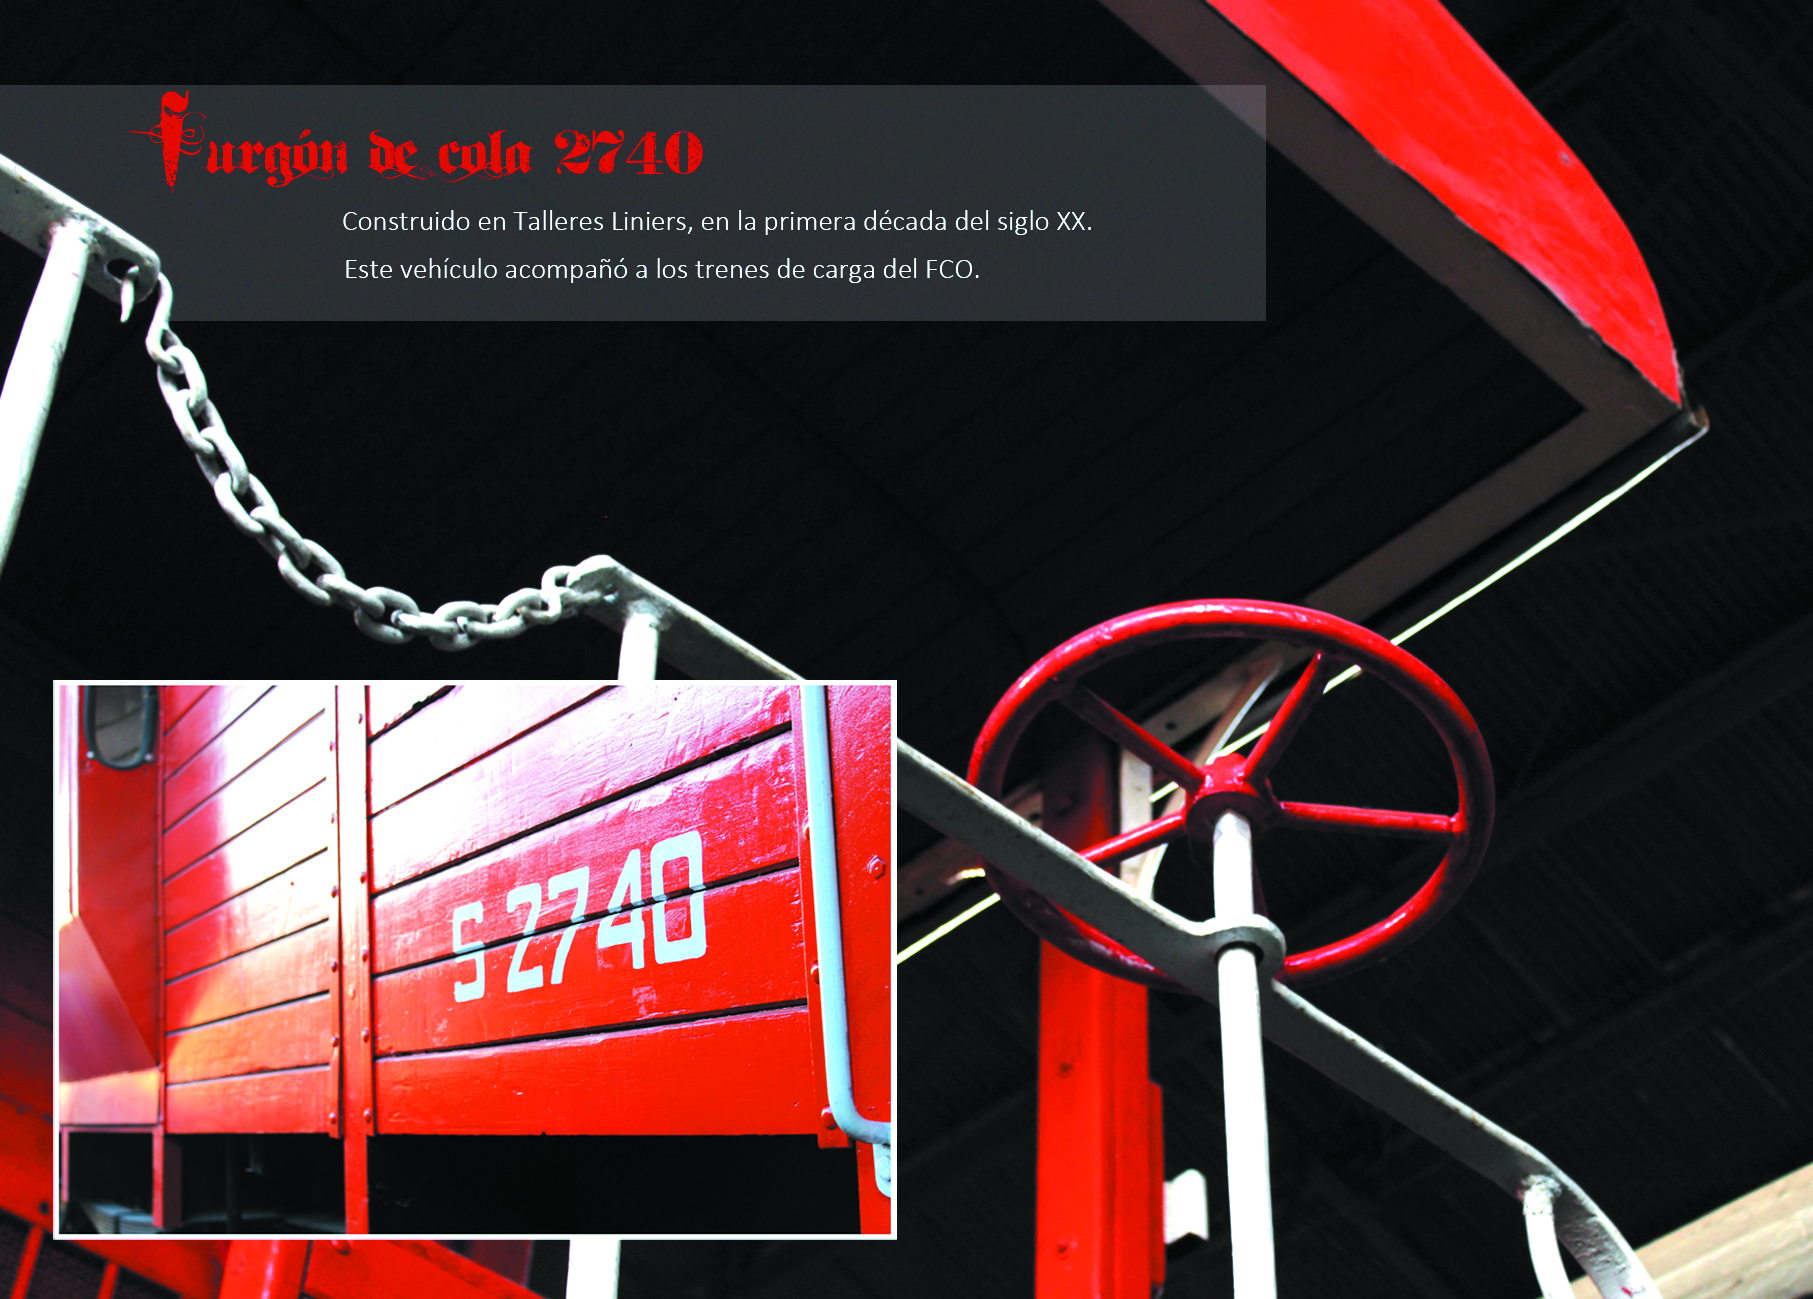 Furgón de cola 2740
Construido en Talleres Liniers, en la primera década del siglo XX.
Este vehículo acompañó a los trenes de carga del FCO.
S 2740